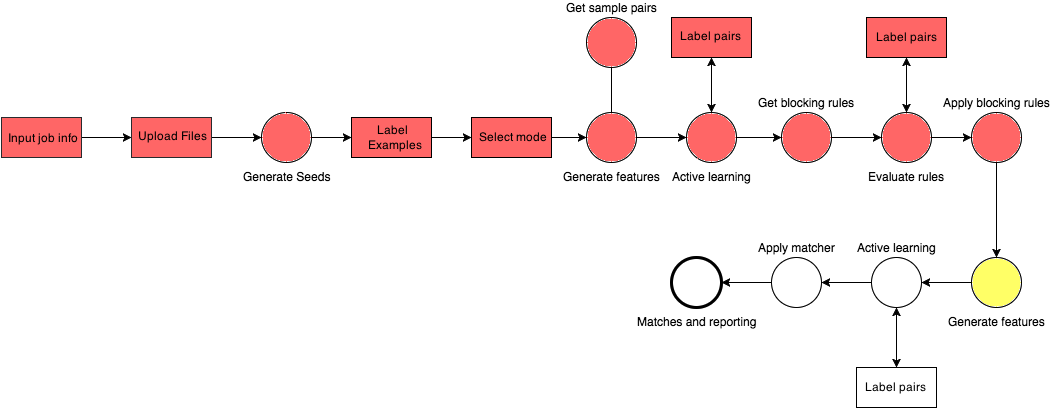 Get sample pairs
Label pairs
Label pairs
Get blocking rules
Apply blocking rules
Input job info
Upload Files
Label
Examples
Select mode
Generate Seeds
Generate features
Active learning
Evaluate rules
Apply matcher
Active learning
Matches and reporting
Generate features
Label pairs